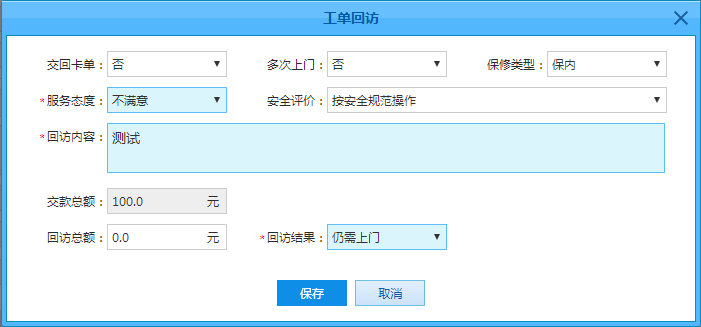 工单回访
交回卡单： 否 多次上门： 否 保修类型： 保内
*服务态度： 不满意 安全评价： 按安全规范操作
*回访内容： 测试
交款总额： 100.0 元
回访总额： 0.0 元 *回访结果： 仍需上门
保存 取消